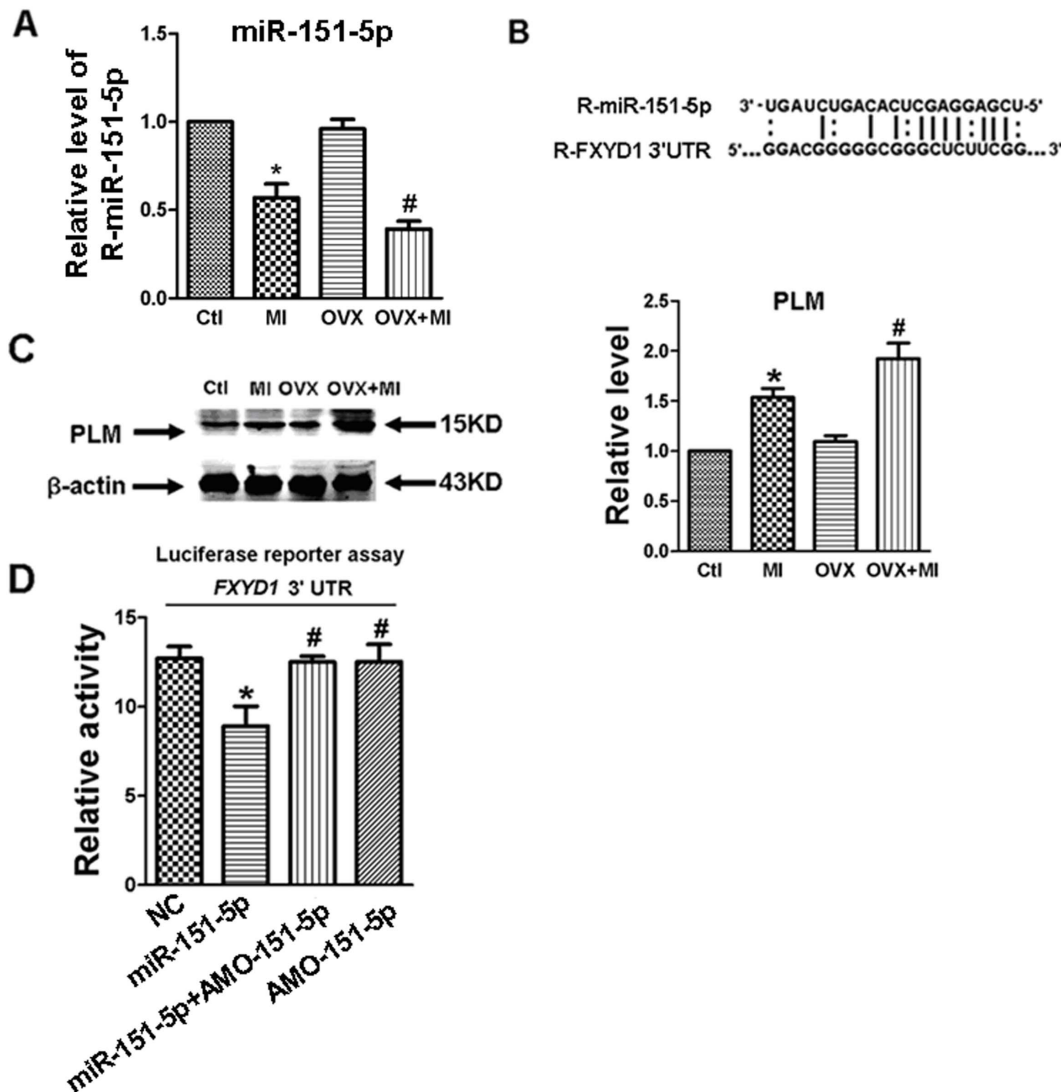 A
miR-151-5p
Relative level of
R-miR-151-5p
1.5
1.0
0.5
0.0
Ctl MI OVX OVX+MI
B
R-miR-151-5p 3'-UGAUCUGACACUCGAGGAGCU-5'
R-FXYD1 3'UTR 5'...GGACGGGGGCGGGCUCUUCGG...3'
C
Ctl MI OVX OVX+MI
PLM 15KD
β-actin 43KD
PLM
Relative level
2.5
2.0
1.5
1.0
0.5
0.0
* #
Ctl MI OVX OVX+MI
D
Luciferase reporter assay
FXYD1 3' UTR
Relative activity
15
10
5
0
* # #
NC
miR-151-5p
miR-151-5p+AMO-151-5p
AMO-151-5p